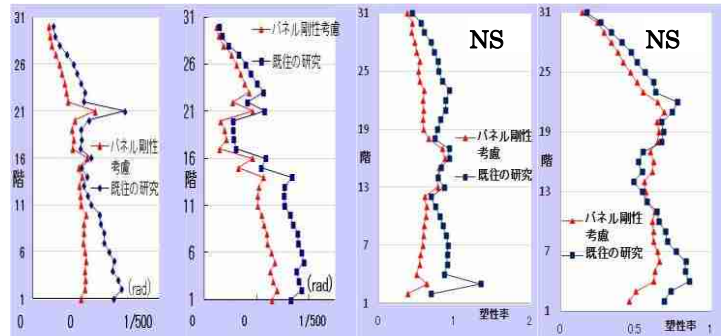 31
26
21
16
階
11
6
1
パネル剛性
考慮
既往の研究
(rad)
0
0
1/500
31
26
21
16
階
11
6
1
パネル剛性考慮
既往の研究
(rad)
0
1/500
31
25
19
階
13
7
1
NS
パネル剛性
考慮
既往の研究
0
1
2
塑性率
31
25
19
階
13
7
1
NS
パネル剛性
考慮
既往の研究
0
0.5
1
塑性率